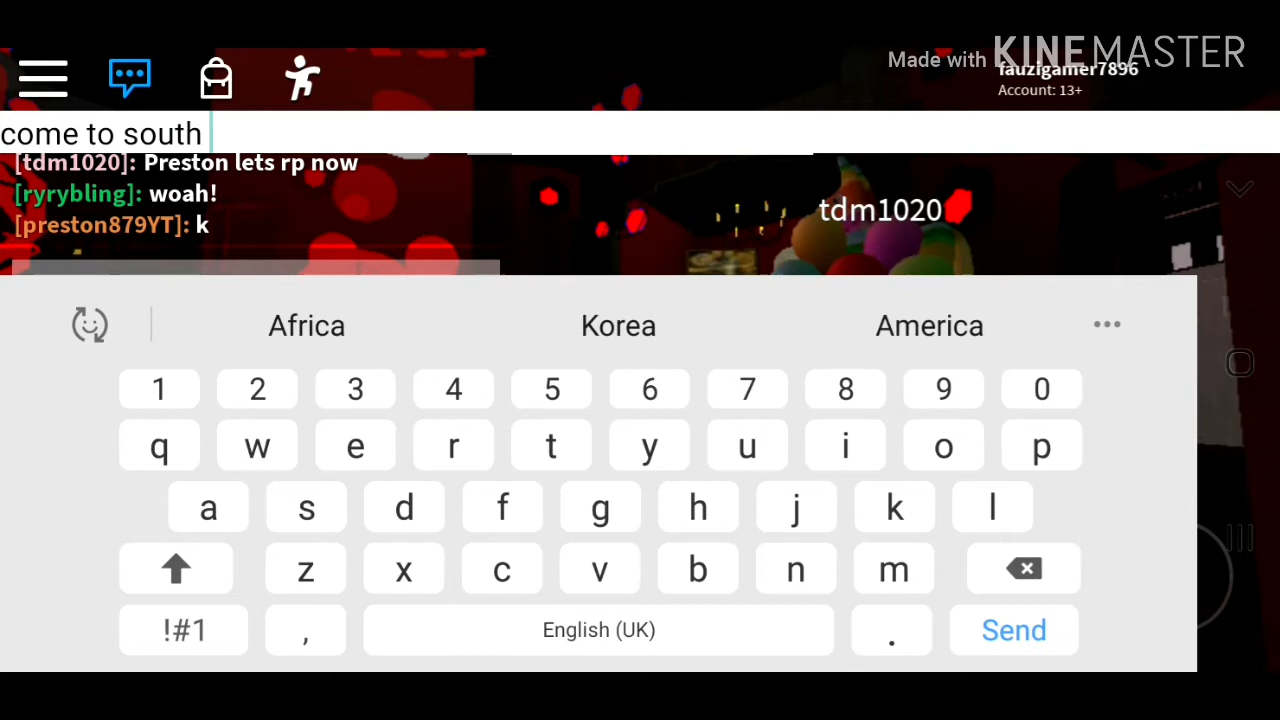 Made with KINEMASTER
fauzigamer7896
Account: 13+
come to south
[tdm1020]: Preston lets rp now
[ryrybling]: woah!
[preston879YT]: k
tdm1020
Africa Korea America
1 2 3 4 5 6 7 8 9 0
q w e r t y u i o p
a s d f g h j k l
z x c v b n m
!#1 , English (UK) . Send